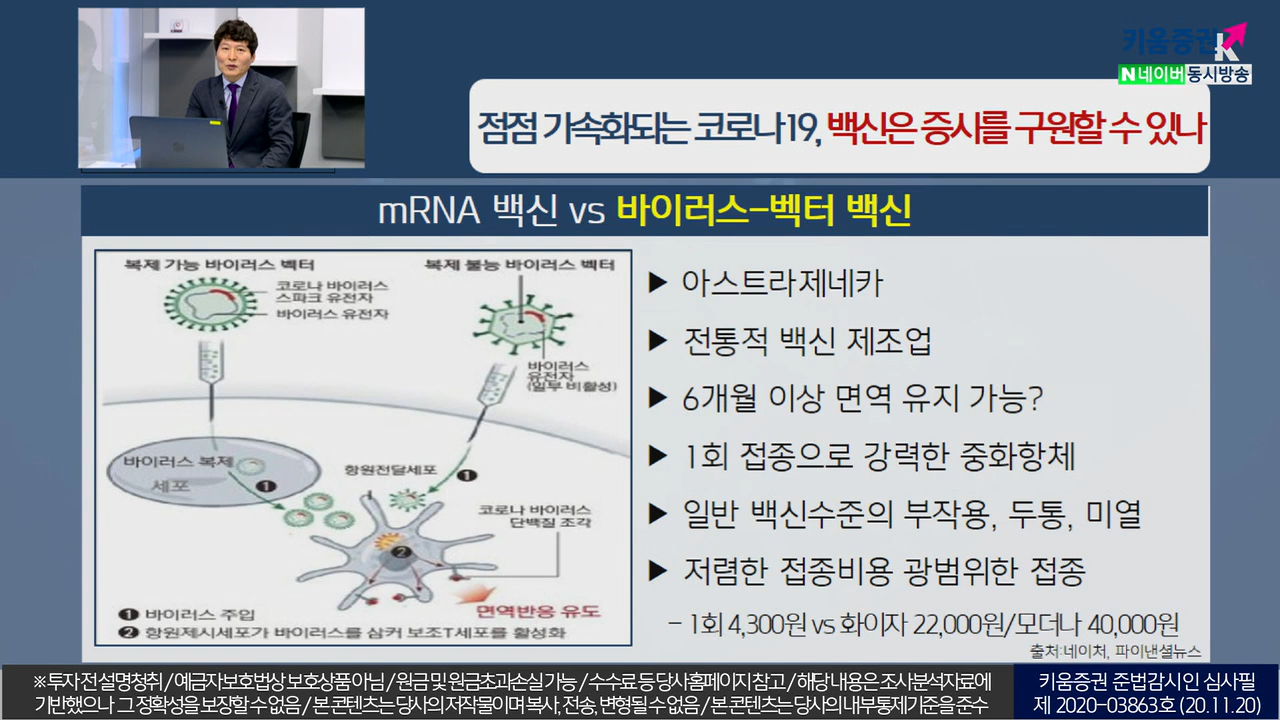 키움증권
N 네이버 동시방송
점점 가속화되는 코로나19, 백신은 증시를 구원할 수 있나
mRNA 백신 vs 바이러스-벡터 백신
복제 가능 바이러스 벡터
복제 불능 바이러스 벡터
코로나 바이러스
스파크 유전자
바이러스 유전자
바이러스
유전자
(일부 비활성)
바이러스 복제
세포
❶
항원전달세포
❶
코로나 바이러스
단백질 조각
❷
면역반응 유도
❶ 바이러스 주입
❷ 항원제시세포가 바이러스를 삼켜 보조T세포를 활성화
▶ 아스트라제네카
▶ 전통적 백신 제조업
▶ 6개월 이상 면역 유지 가능?
▶ 1회 접종으로 강력한 중화항체
▶ 일반 백신수준의 부작용, 두통, 미열
▶ 저렴한 접종비용 광범위한 접종
- 1회 4,300원 vs 화이자 22,000원/모더나 40,000원
출처:네이처, 파이낸셜뉴스
※ 투자 전 설명청취 / 예금자보호법상 보호상품 아님 / 원금 및 원금초과손실 가능 / 수수료 등 당사홈페이지 참고 / 해당 내용은 조사분석자료에
기반했으나 그 정확성을 보장할 수 없음 / 본 콘텐츠는 당사의 저작물이며 복사, 전송, 변형될 수 없음 / 본 콘텐츠는 당사의 내부통제기준을 준수
키움증권 준법감시인 심사필
제 2020-03863호 (20.11.20)